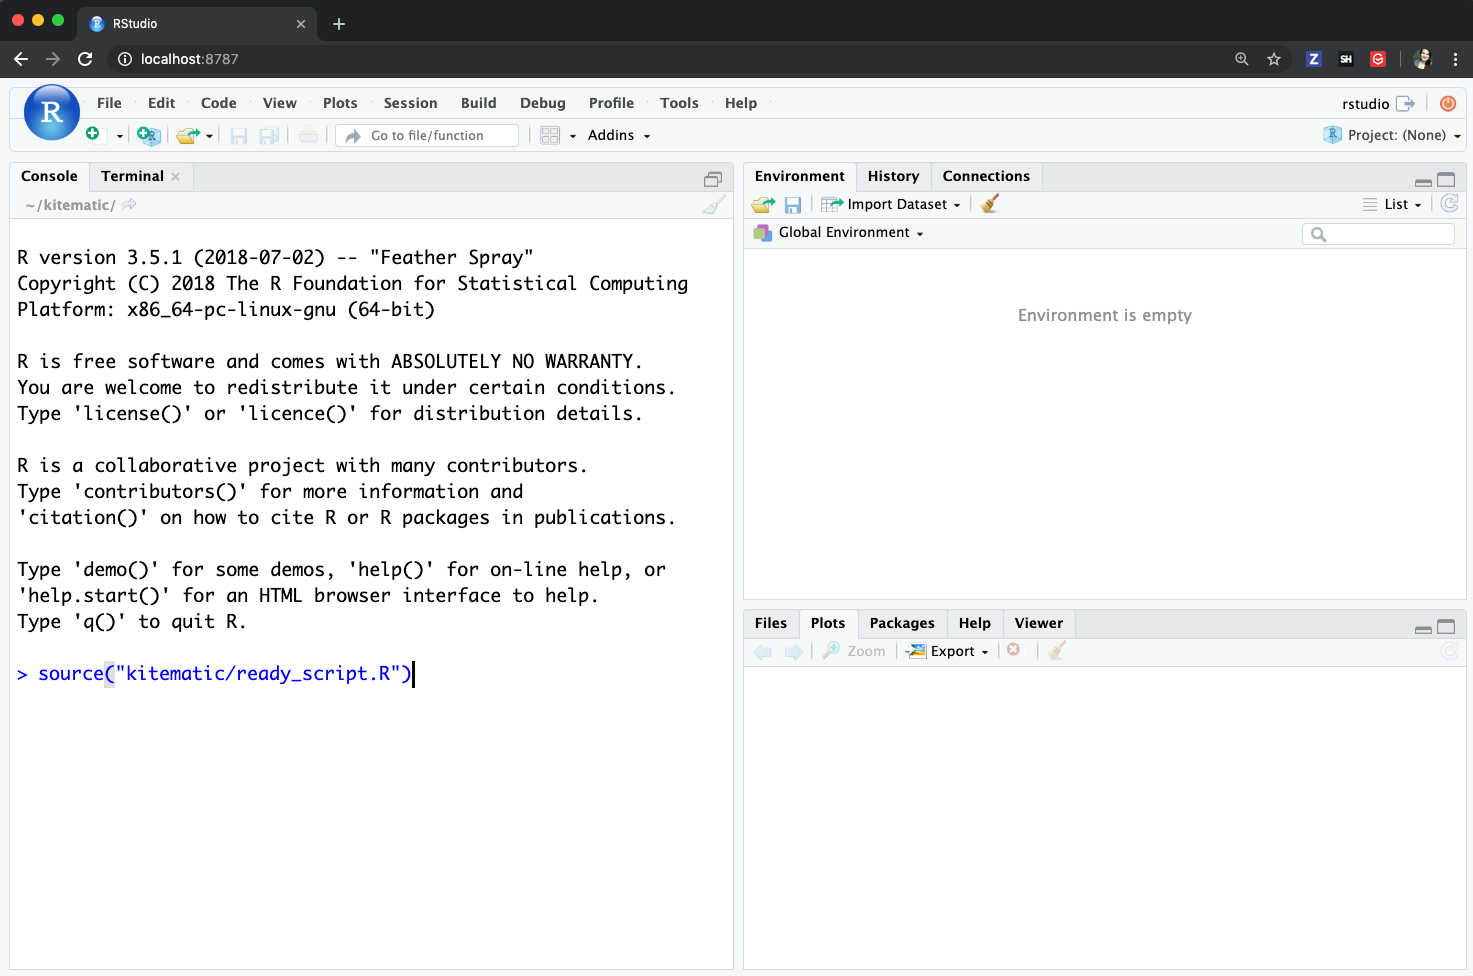 RStudio
localhost:8787
Z SH G
R File Edit Code View Plots Session Build Debug Profile Tools Help rstudio
R Go to file/function Addins R Project: (None)
Console Terminal
~/kitematic/
R version 3.5.1 (2018-07-02) -- "Feather Spray"
Copyright (C) 2018 The R Foundation for Statistical Computing
Platform: x86_64-pc-linux-gnu (64-bit)
R is free software and comes with ABSOLUTELY NO WARRANTY.
You are welcome to redistribute it under certain conditions.
Type 'license()' or 'licence()' for distribution details.
R is a collaborative project with many contributors.
Type 'contributors()' for more information and
'citation()' on how to cite R or R packages in publications.
Type 'demo()' for some demos, 'help()' for on-line help, or
'help.start()' for an HTML browser interface to help.
Type 'q()' to quit R.
> source("kitematic/ready_script.R")
Environment History Connections
Import Dataset List
Global Environment
Environment is empty
Files Plots Packages Help Viewer
Zoom Export